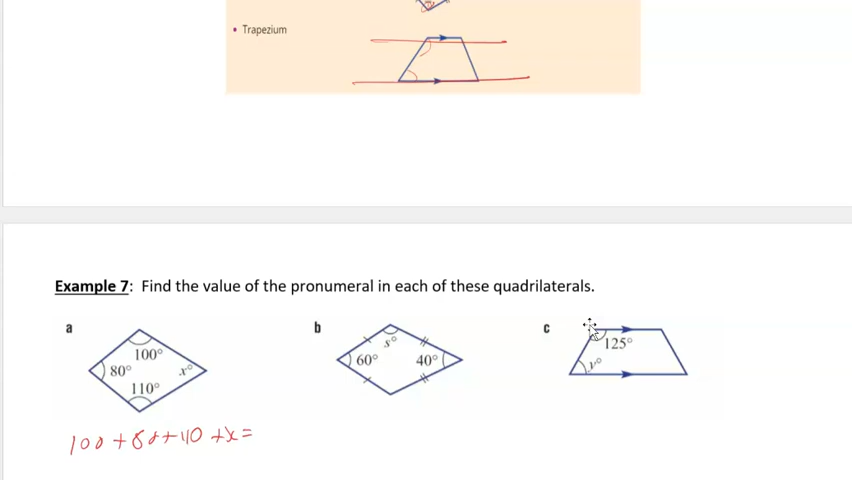 • Trapezium
Example 7: Find the value of the pronumeral in each of these quadrilaterals.
a
100°
80°
x°
110°
b
s°
60°
40°
c
125°
v°
100 + 80 + 110 + x =